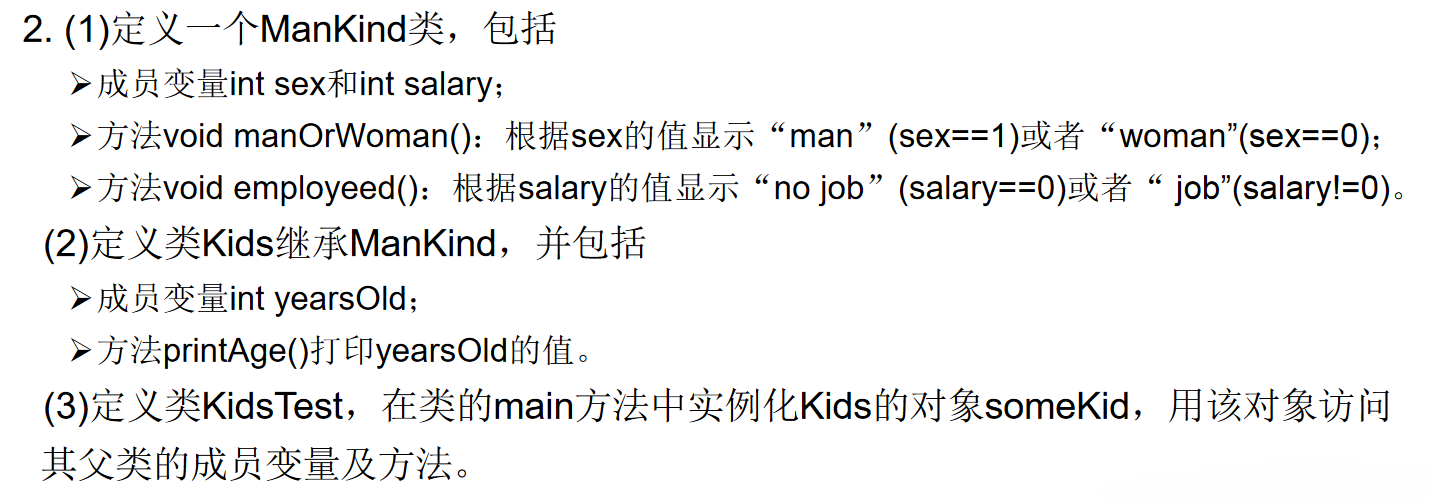 2. (1)定义一个ManKind类，包括
➢成员变量int sex和int salary；
➢方法void manOrWoman()：根据sex的值显示“man”(sex==1)或者“woman”(sex==0)；
➢方法void employeed()：根据salary的值显示“no job”(salary==0)或者“ job”(salary!=0)。
(2)定义类Kids继承ManKind，并包括
➢成员变量int yearsOld；
➢方法printAge()打印yearsOld的值。
(3)定义类KidsTest，在类的main方法中实例化Kids的对象someKid，用该对象访问
其父类的成员变量及方法。